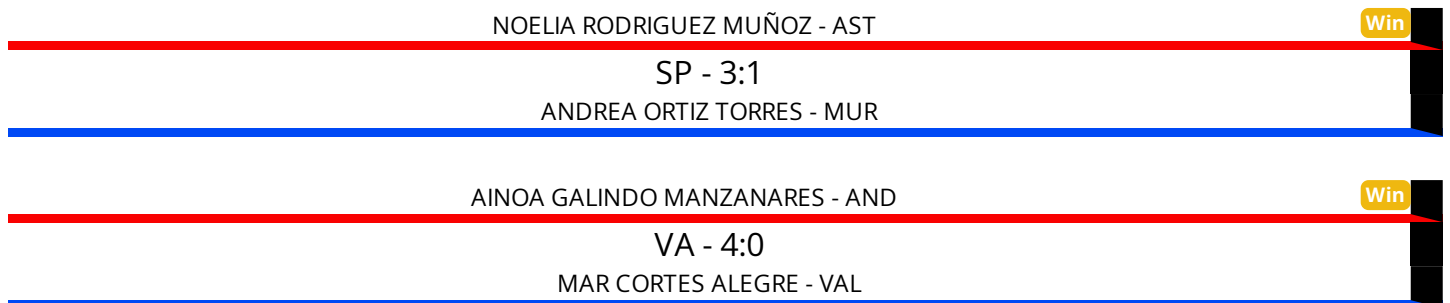 NOELIA RODRIGUEZ MUÑOZ - AST Win
SP - 3:1
ANDREA ORTIZ TORRES - MUR
AINOA GALINDO MANZANARES - AND Win
VA - 4:0
MAR CORTES ALEGRE - VAL